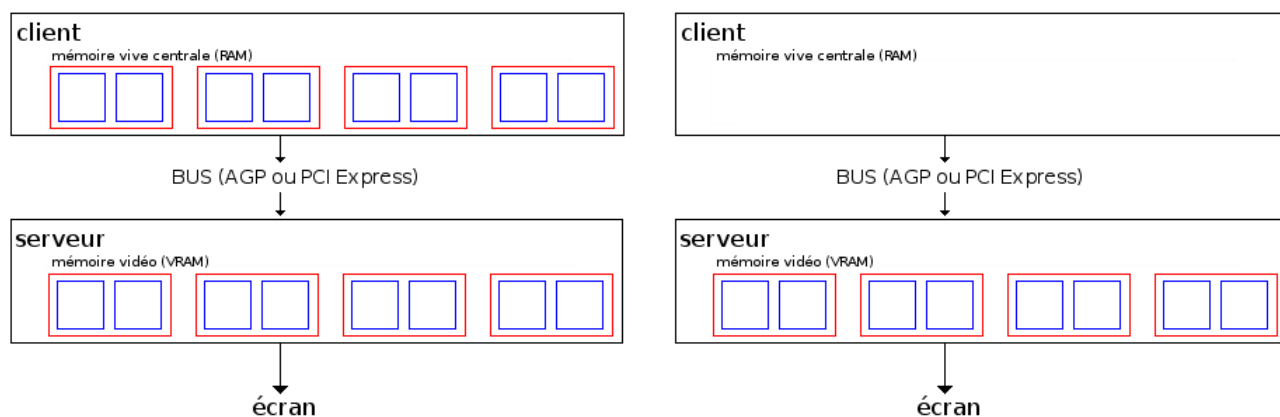 client
mémoire vive centrale (RAM)
BUS (AGP ou PCI Express)
serveur
mémoire vidéo (VRAM)
écran
client
mémoire vive centrale (RAM)
BUS (AGP ou PCI Express)
serveur
mémoire vidéo (VRAM)
écran